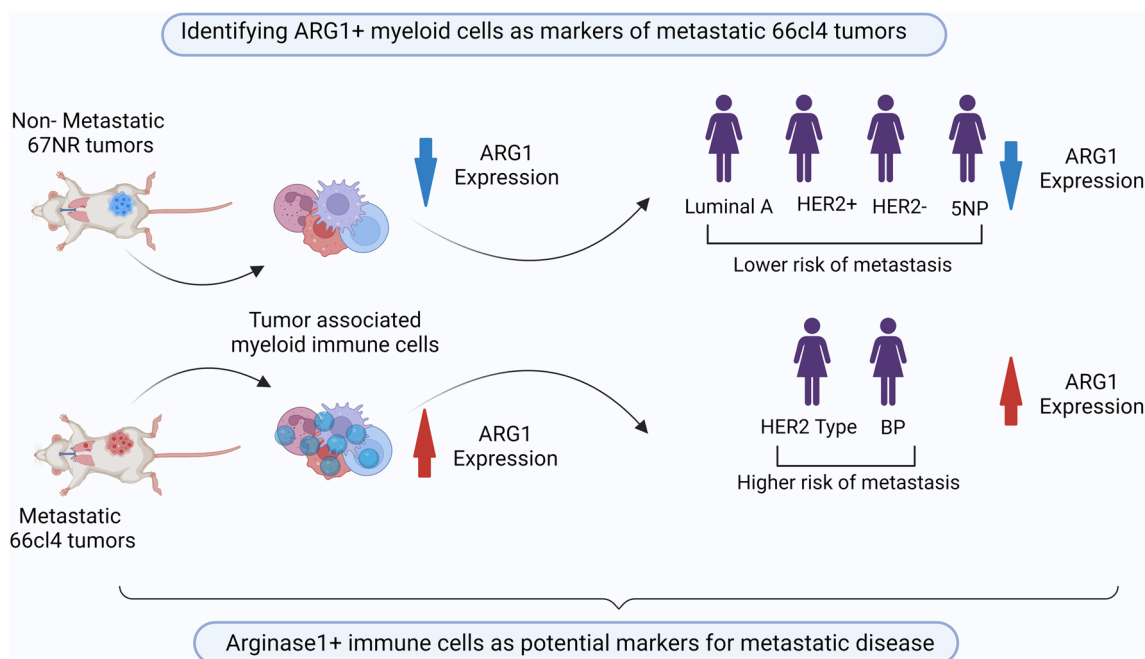 Identifying ARG1+ myeloid cells as markers of metastatic 66cl4 tumors
Non- Metastatic
67NR tumors
ARG1
Expression
Luminal A
HER2+
HER2-
5NP
Lower risk of metastasis
ARG1
Expression
Tumor associated
myeloid immune cells
Metastatic
66cl4 tumors
ARG1
Expression
HER2 Type
BP
Higher risk of metastasis
ARG1
Expression
Arginase1+ immune cells as potential markers for metastatic disease